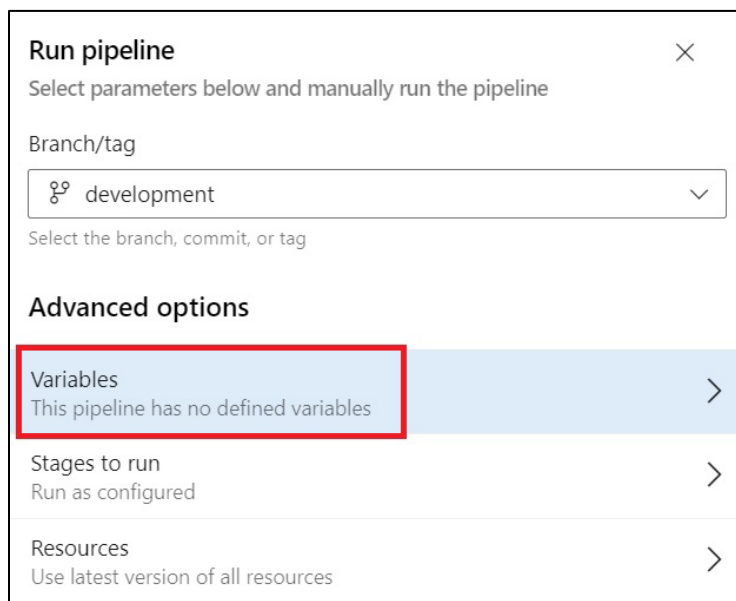 Run pipeline
Select parameters below and manually run the pipeline
Branch/tag
development
Select the branch, commit, or tag
Advanced options
Variables
This pipeline has no defined variables
Stages to run
Run as configured
Resources
Use latest version of all resources